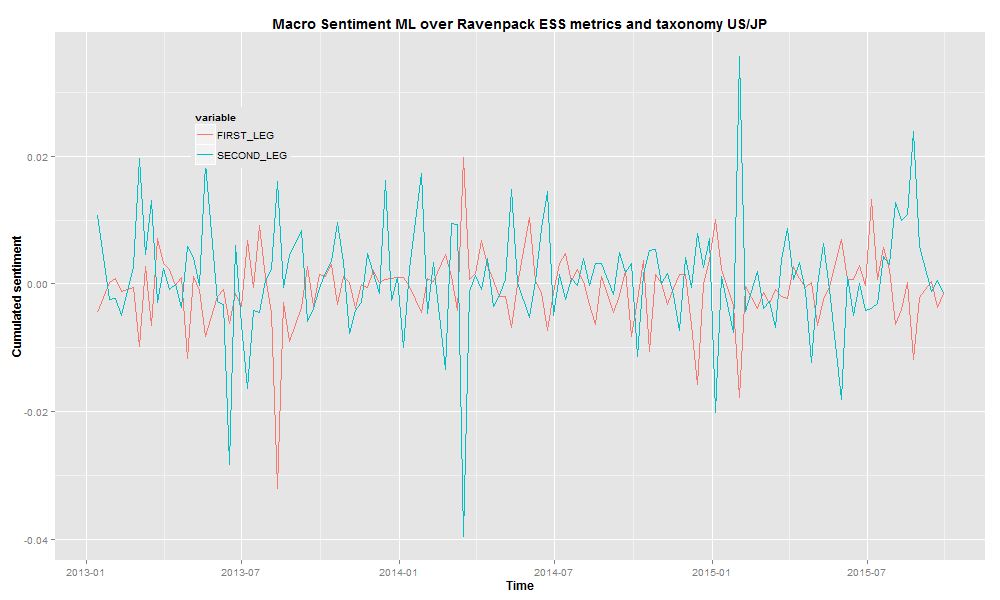 Macro Sentiment ML over Ravenpack ESS metrics and taxonomy US/JP
variable
FIRST_LEG
SECOND_LEG
Cumulated sentiment
0.02
0.00
-0.02
-0.04
2013-01 2013-07 2014-01 2014-07 2015-01 2015-07
Time